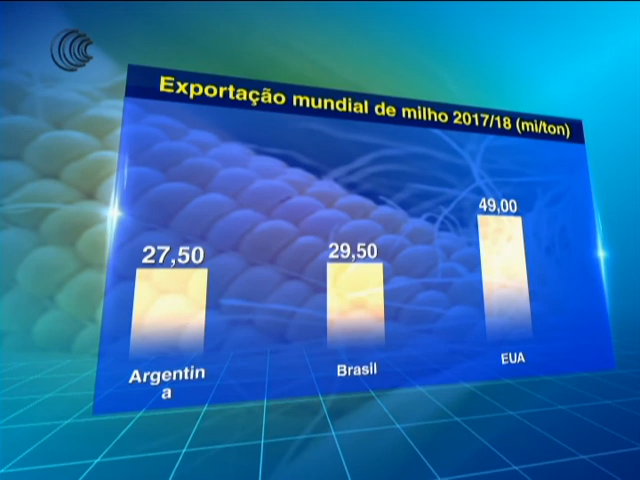 Exportação mundial de milho 2017/18 (mi/ton)
27,50
29,50
49,00
Argentin
a
Brasil
EUA